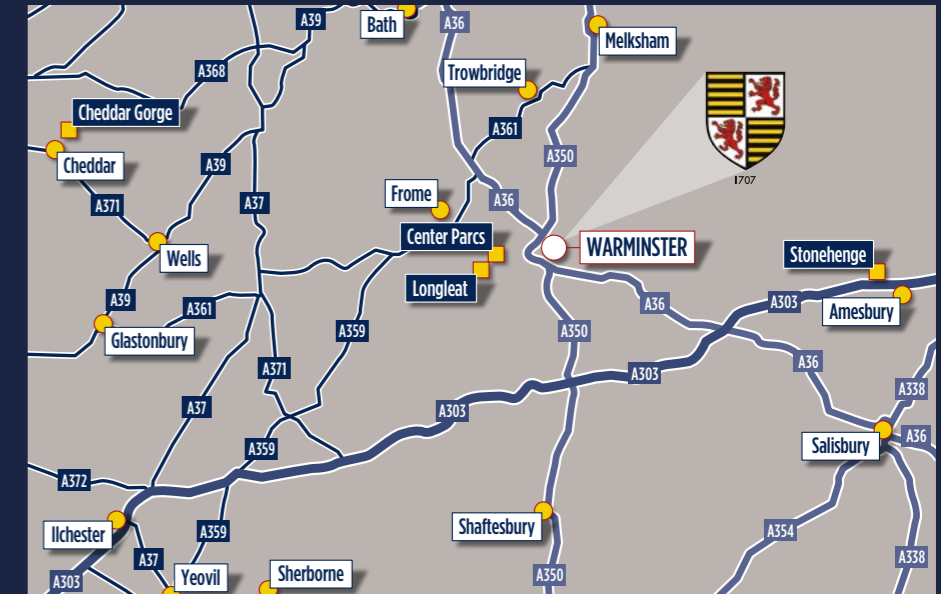 A39
Bath
A36
Melksham
A368
Trowbridge
Cheddar Gorge
A361
Cheddar
A39
A350
1707
A371
A37
Frome
A36
Center Parcs
WARMINSTER
Wells
Stonehenge
Longleat
A39
A361
A36
A303
Amesbury
Glastonbury
A359
A350
A371
A303
A36
A37
A303
A338
A359
Salisbury
A36
A372
Ilchester
A359
Shaftesbury
A354
A37
A338
A303
Yeovil
Sherborne
A350